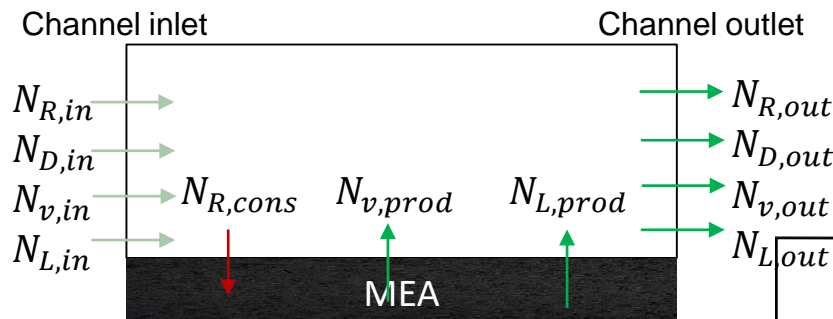 Channel inlet
Channel outlet
N_{R,in}
N_{R,out}
N_{D,in}
N_{D,out}
N_{v,in}
N_{R,cons}
N_{v,prod}
N_{L,prod}
N_{v,out}
N_{L,in}
N_{L,out}
MEA